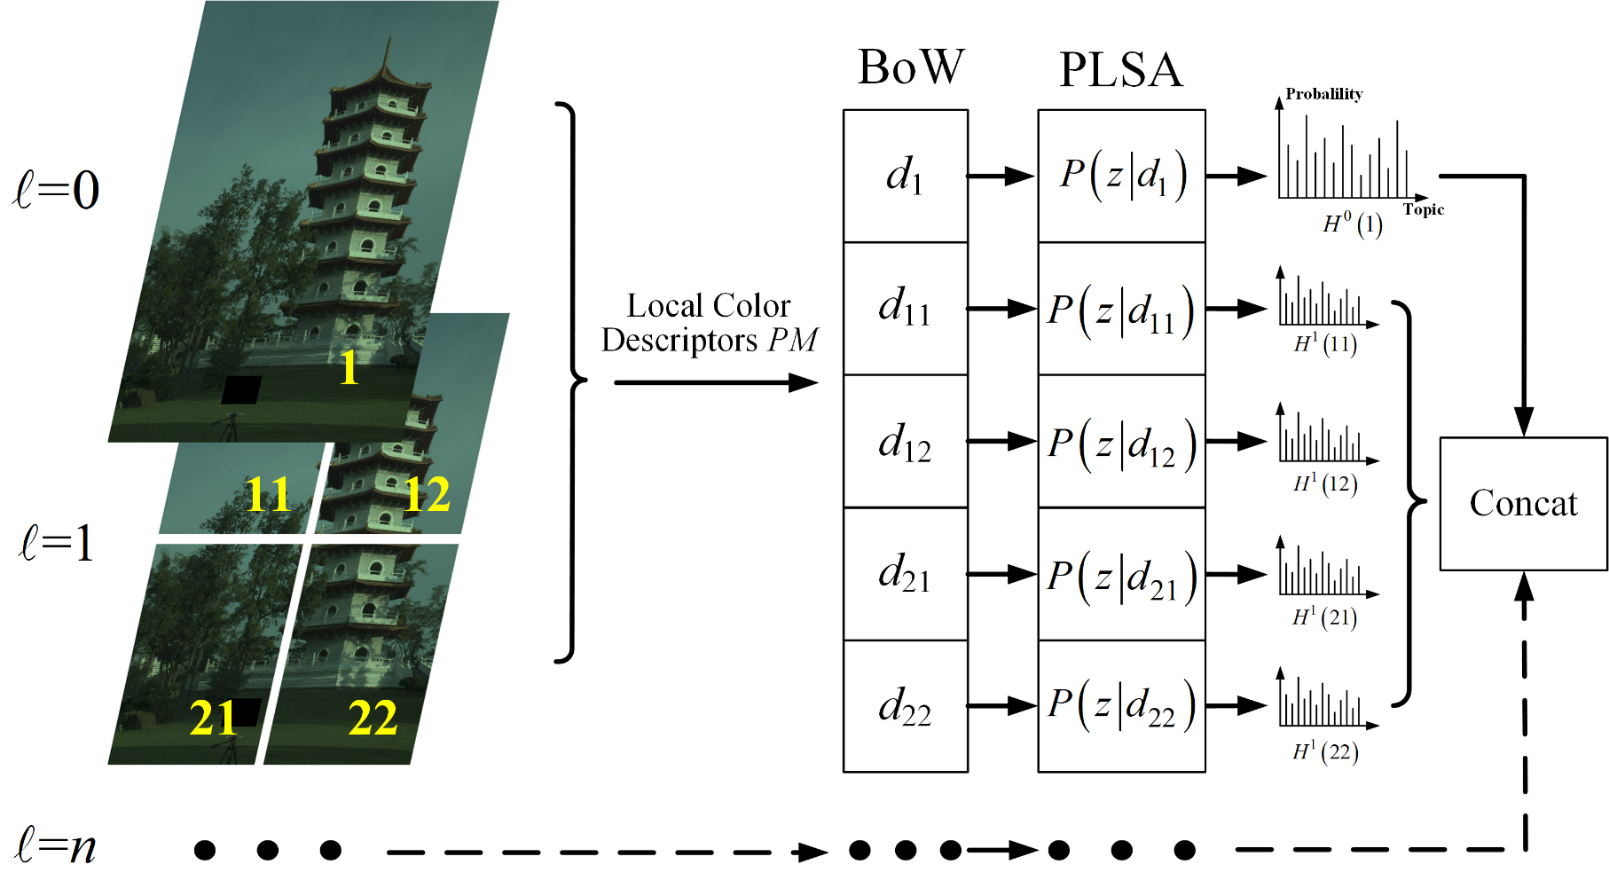 BoW
PLSA
ℓ=0
1
d₁
P(z|d₁)
Probalility
Topic
H⁰(1)
Local Color
Descriptors PM
d₁₁
P(z|d₁₁)
H¹(11)
ℓ=1
11
12
d₁₂
P(z|d₁₂)
H¹(12)
Concat
21
22
d₂₁
P(z|d₂₁)
H¹(21)
d₂₂
P(z|d₂₂)
H¹(22)
ℓ=n